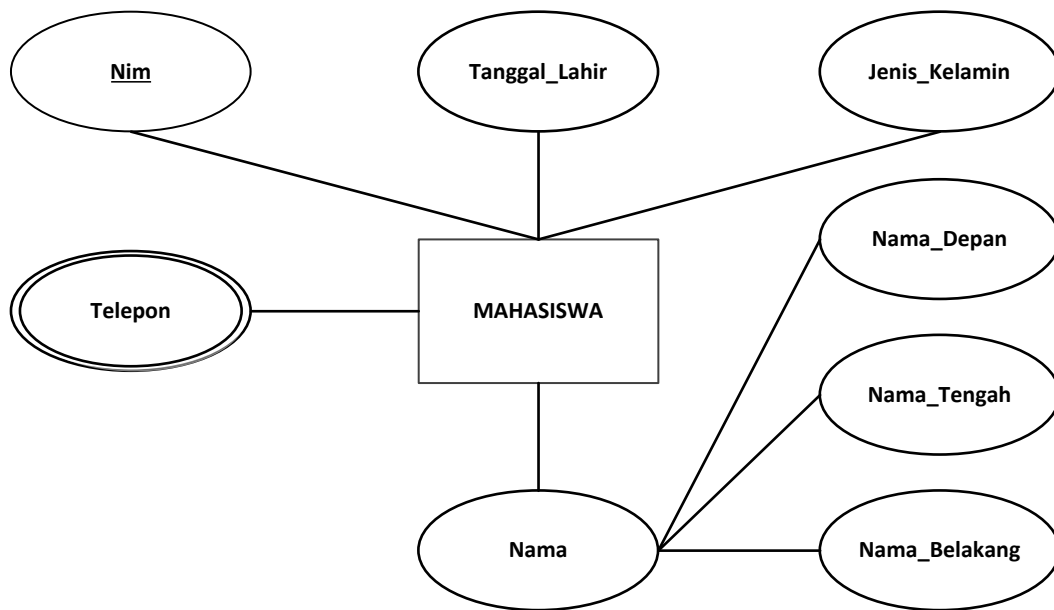 Nim
Tanggal_Lahir
Jenis_Kelamin
Nama_Depan
Telepon
MAHASISWA
Nama_Tengah
Nama
Nama_Belakang